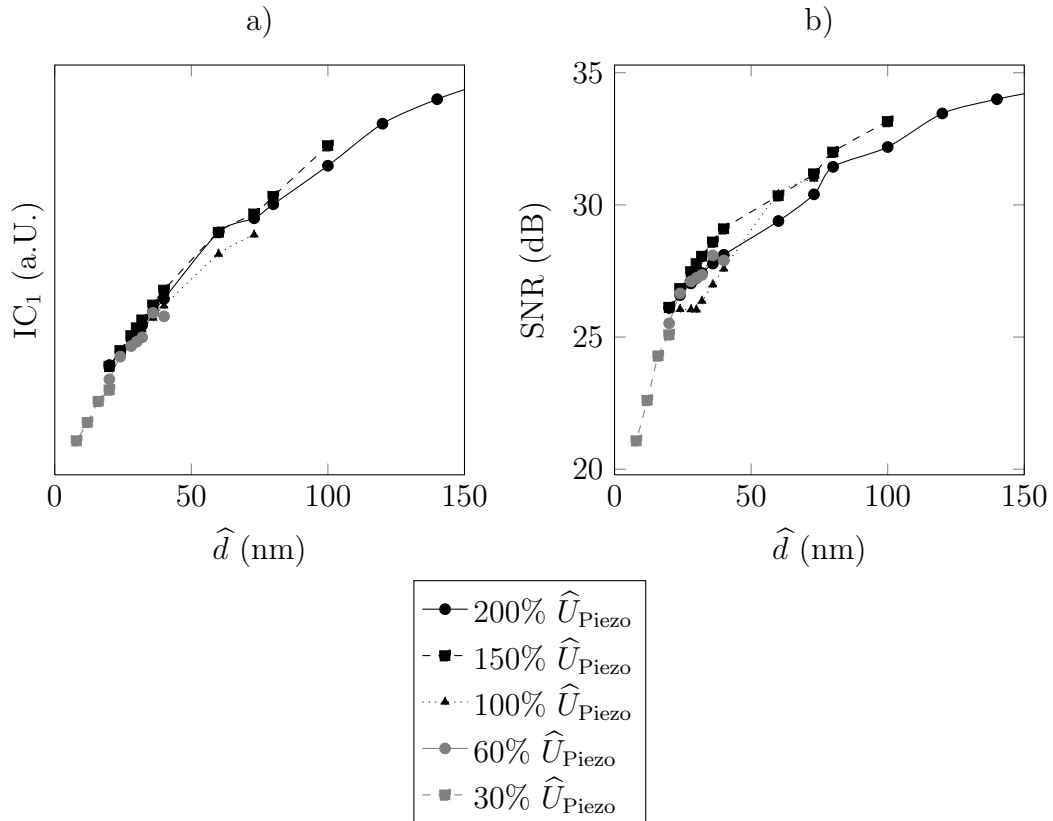 a)
IC₁ (a.U.)
0 50 100 150
d̂ (nm)
b)
SNR (dB)
35
30
25
20
0 50 100 150
d̂ (nm)
200% Û_Piezo
150% Û_Piezo
100% Û_Piezo
60% Û_Piezo
30% Û_Piezo